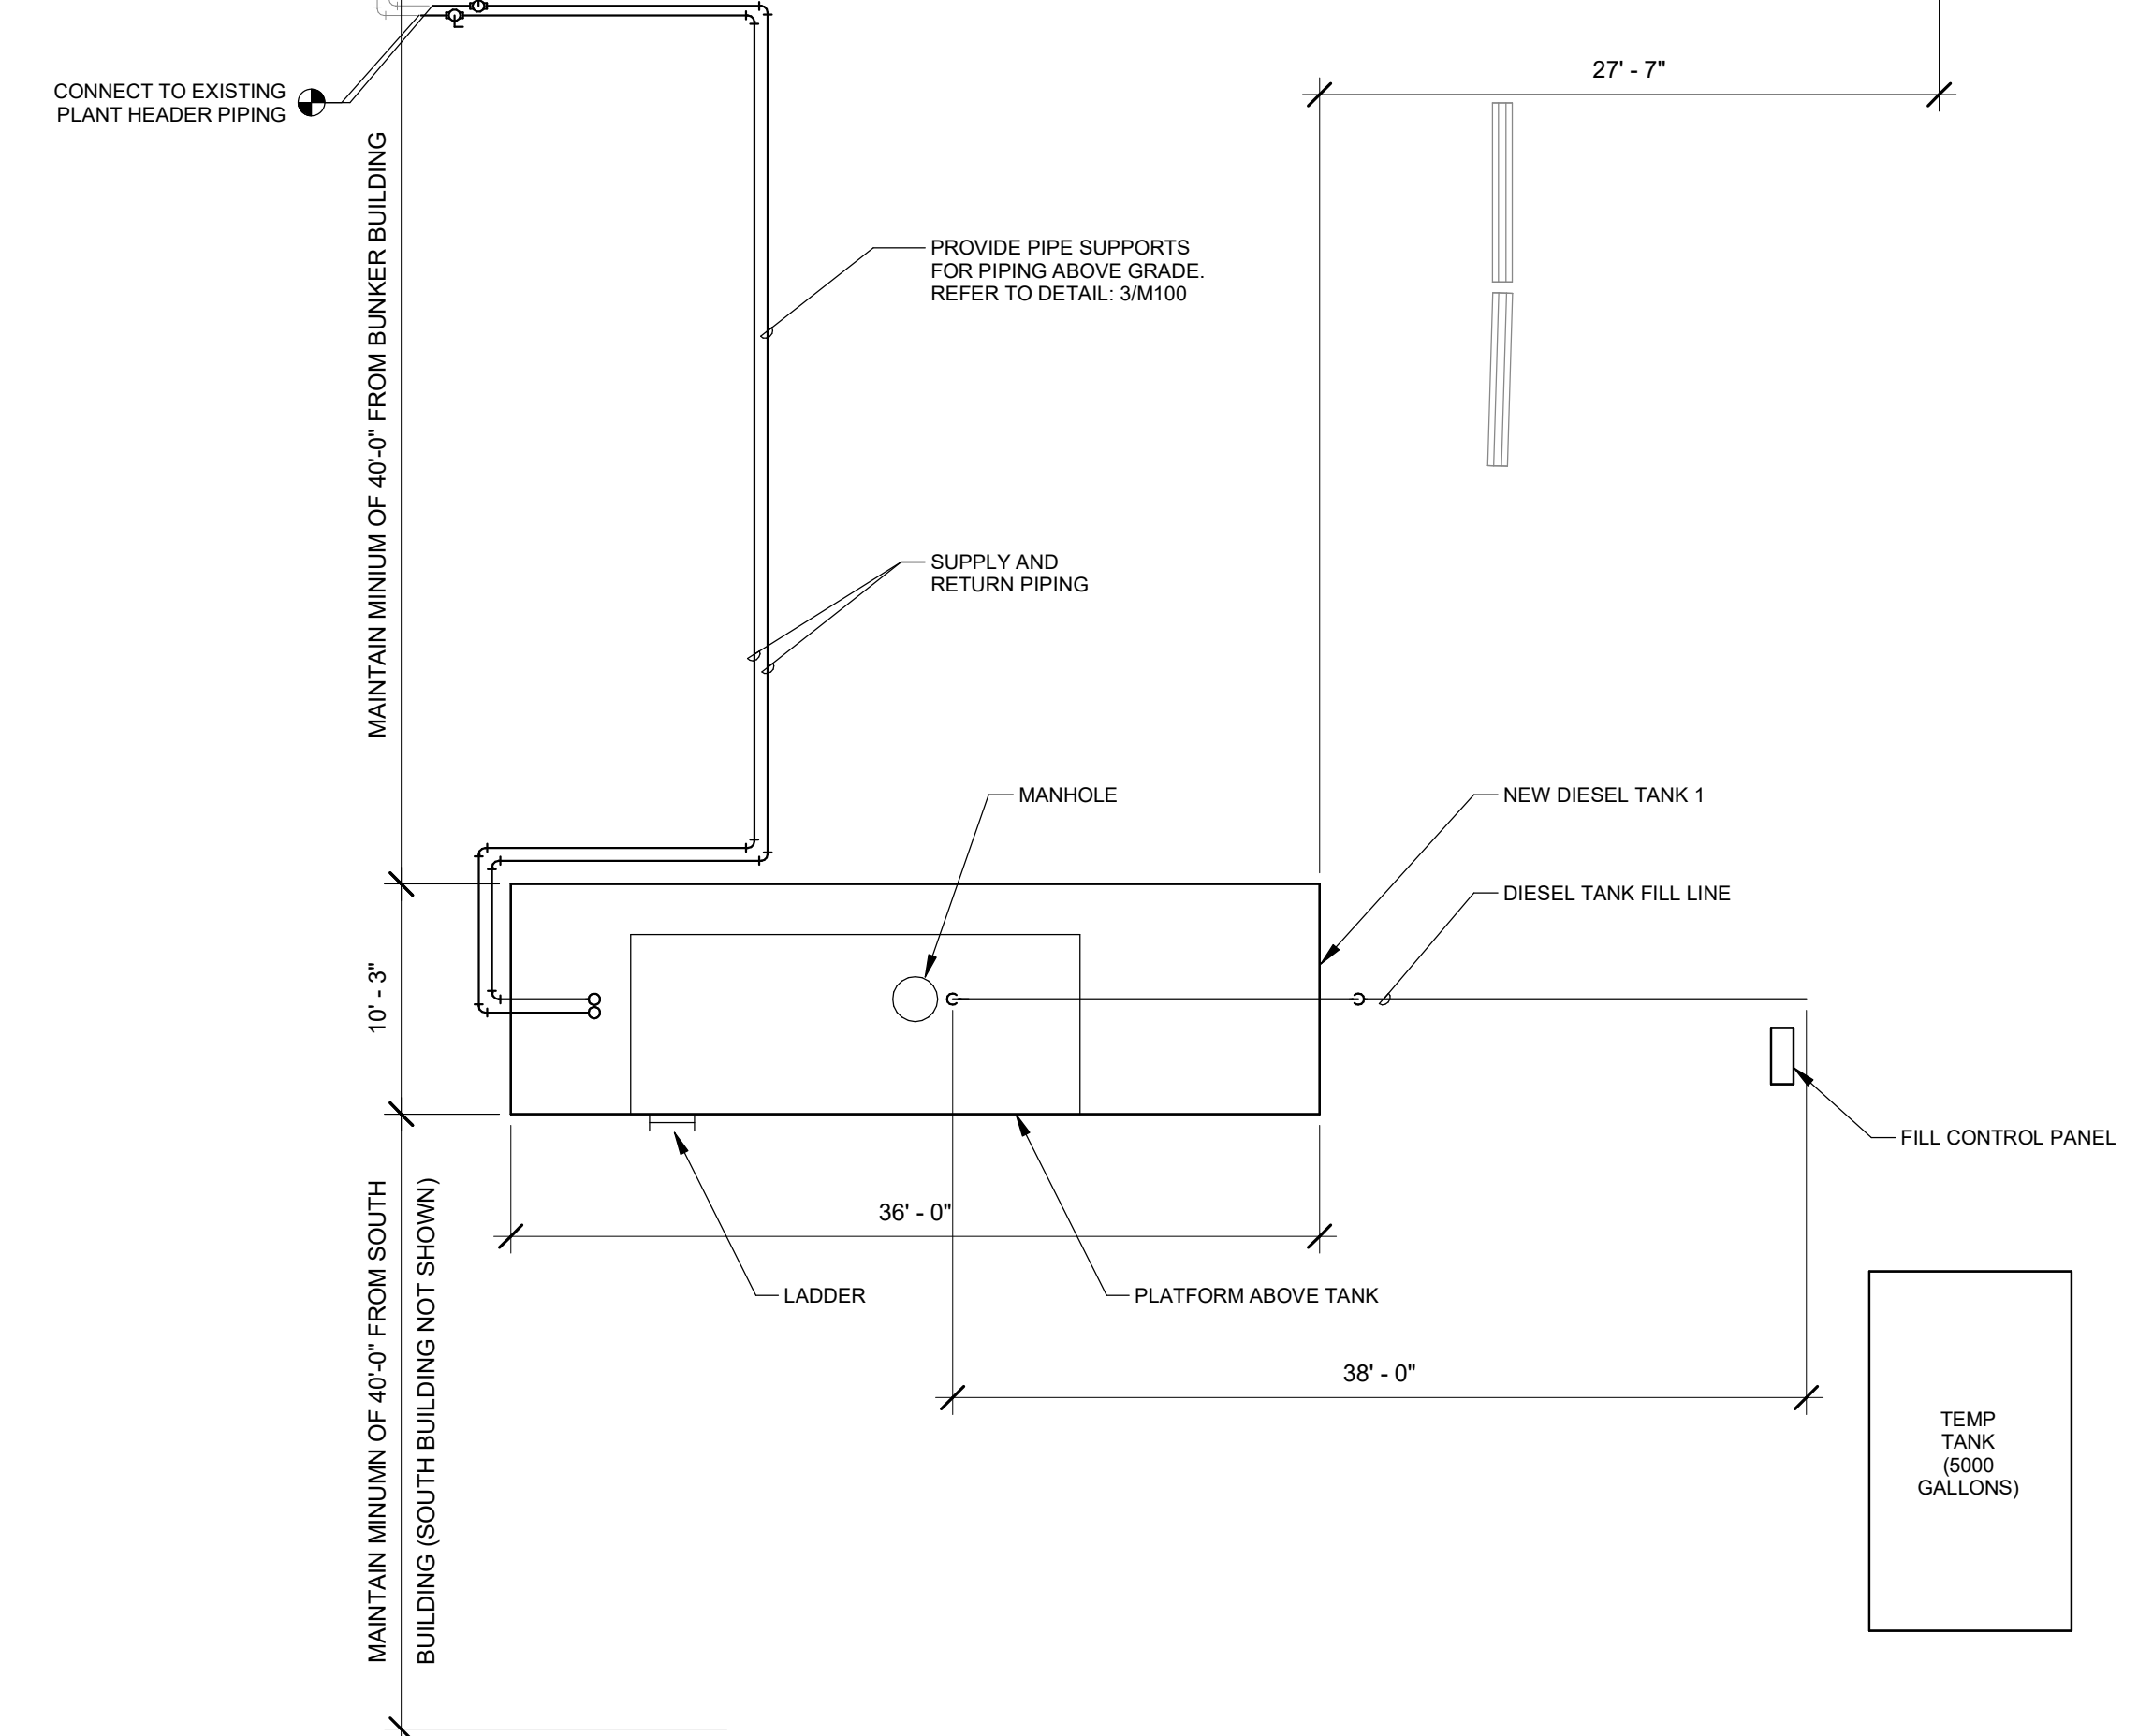 27' - 7"
CONNECT TO EXISTING
PLANT HEADER PIPING
MAINTAIN MINIUM OF 40'-0" FROM BUNKER BUILDING
PROVIDE PIPE SUPPORTS
FOR PIPING ABOVE GRADE.
REFER TO DETAIL: 3/M100
SUPPLY AND
RETURN PIPING
MANHOLE
NEW DIESEL TANK 1
DIESEL TANK FILL LINE
10' - 3"
FILL CONTROL PANEL
MAINTAIN MINUMN OF 40'-0" FROM SOUTH
BUILDING (SOUTH BUILDING NOT SHOWN)
36' - 0"
LADDER
PLATFORM ABOVE TANK
38' - 0"
TEMP
TANK
(5000
GALLONS)